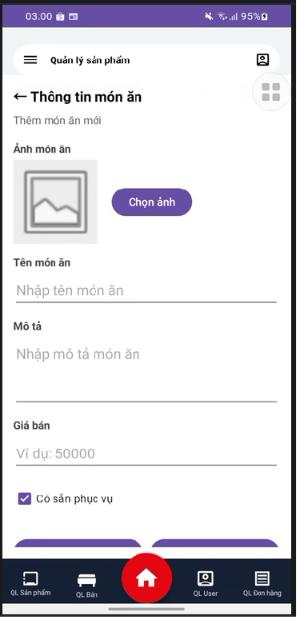 03.00 95%
Quản lý sản phẩm
← Thông tin món ăn
Thêm món ăn mới
Ảnh món ăn
Chọn ảnh
Tên món ăn
Nhập tên món ăn
Mô tả
Nhập mô tả món ăn
Giá bán
Ví dụ: 50000
Có sẵn phục vụ
QL Sản phẩm QL Bàn QL User QL Đơn hàng